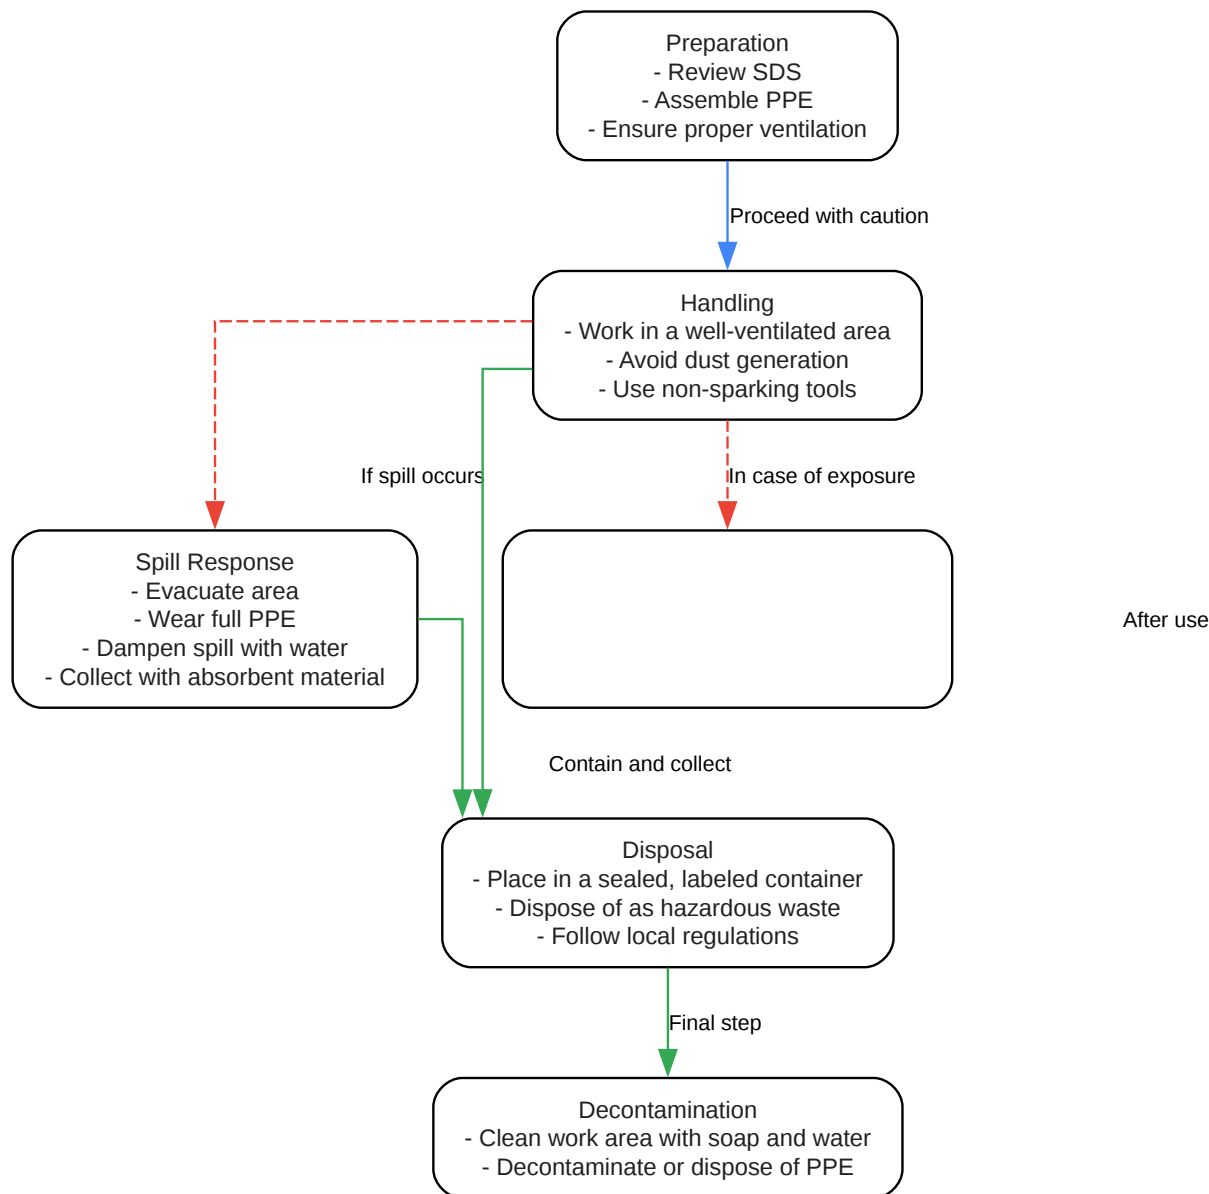 Preparation
- Review SDS
- Assemble PPE
- Ensure proper ventilation
Proceed with caution
Handling
- Work in a well-ventilated area
- Avoid dust generation
- Use non-sparking tools
If spill occurs
In case of exposure
Spill Response
- Evacuate area
- Wear full PPE
- Dampen spill with water
- Collect with absorbent material
After use
Contain and collect
Disposal
- Place in a sealed, labeled container
- Dispose of as hazardous waste
- Follow local regulations
Final step
Decontamination
- Clean work area with soap and water
- Decontaminate or dispose of PPE